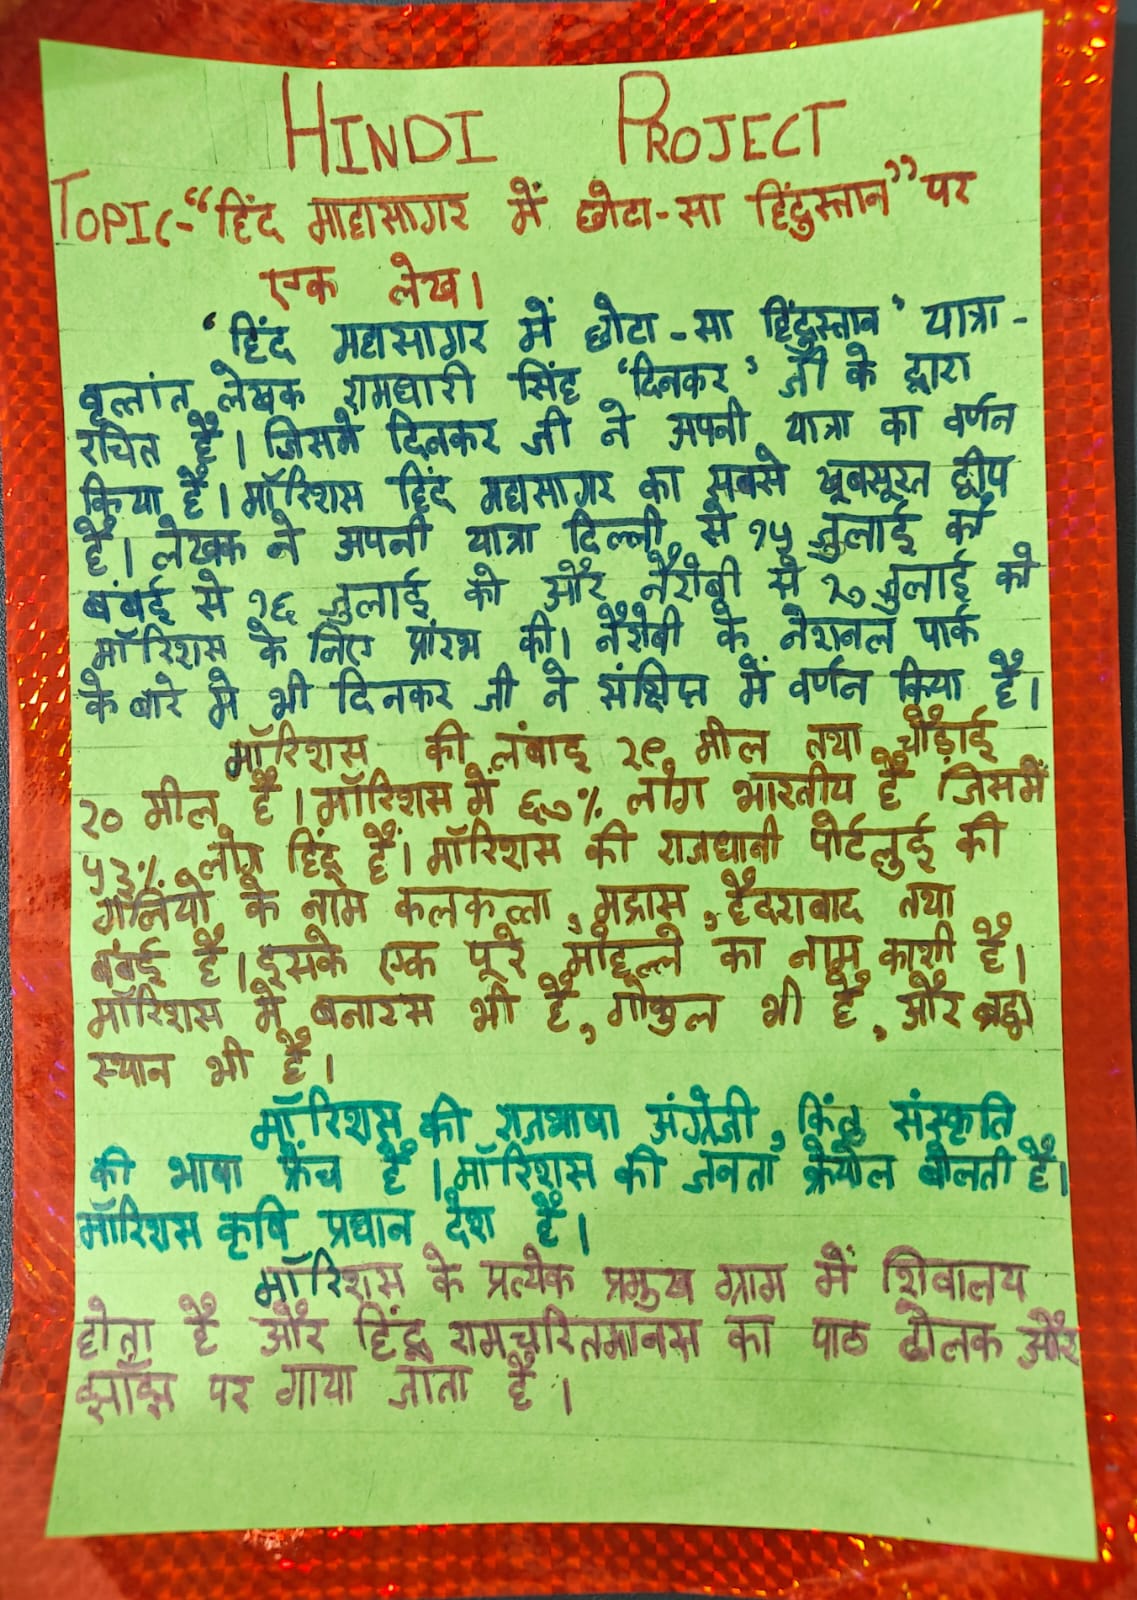 HINDI PROJECT
TOPIC-“हिंद माहासागर में छोटा-सा हिंदुस्तान” पर
एक लेख।
‘हिंद महासागर में छोटा-सा हिंदुस्तान’ यात्रा-
वृत्लांत लेखक रामधारी सिंह ‘दिनकर’ जी के द्वारा
रचित है। जिसमे दिनकर जी ने अपनी यात्रा का वर्णन
किया है। मॉरिशस हिंद महासागर का सबसे खूबसूरत द्वीप
है। लेखक ने अपनी यात्रा दिल्ली से १५ जुलाई को
बंबई से १६ जुलाई को और नैरोबी से १७ जुलाई को
मॉरिशस के लिए प्रारंभ की। नैरोबी के नेशनल पार्क
के बारे मे भी दिनकर जी ने संक्षिप्त में वर्णन किया है।
मॉरिशस की लंबाइ २९ मील तथा चौड़ाई
२० मील है। मॉरिशस में ६७% लोग भारतीय है जिसमें
५३% लोग हिंदू हैं। मॉरिशस की राजधानी पोर्टलुई की
गलियों के नाम कलकत्ला, मद्रास, हैदराबाद तथा
बंबई है। इसके एक पूरे मोहल्ले का नाम काशी है।
मॉरिशस मे बनारस भी है, गोकुल भी है, और ब्रह्म
स्थान भी है।
मॉरिशस की राजभाषा अंग्रेजी, किंतु संस्कृति
की भाषा फ्रेंच है। मॉरिशस की जनता क्रेयोल बोलती है।
मॉरिशस कृषि प्रधान देश है।
मॉरिशस के प्रत्येक प्रमुख ग्राम में शिवालय
होता है और हिंदू रामचरितमानस का पाठ ढोलक और
झाँझ पर गाया जाता है।